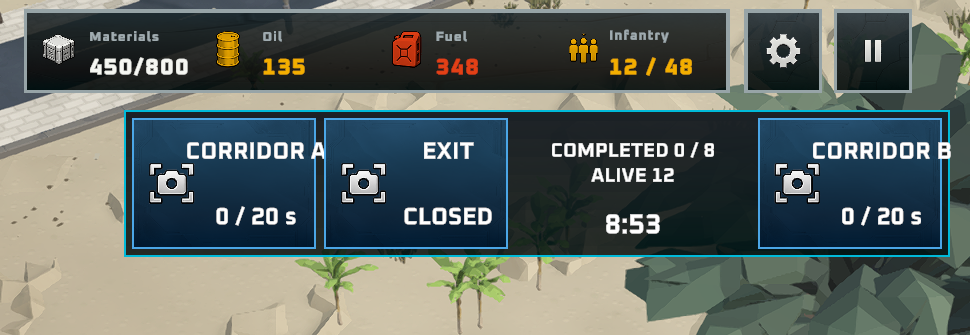 Materials
450/800
Oil
135
Fuel
348
Infantry
12 / 48
CORRIDOR A
0 / 20 s
EXIT
CLOSED
COMPLETED 0 / 8
ALIVE 12
8:53
CORRIDOR B
0 / 20 s